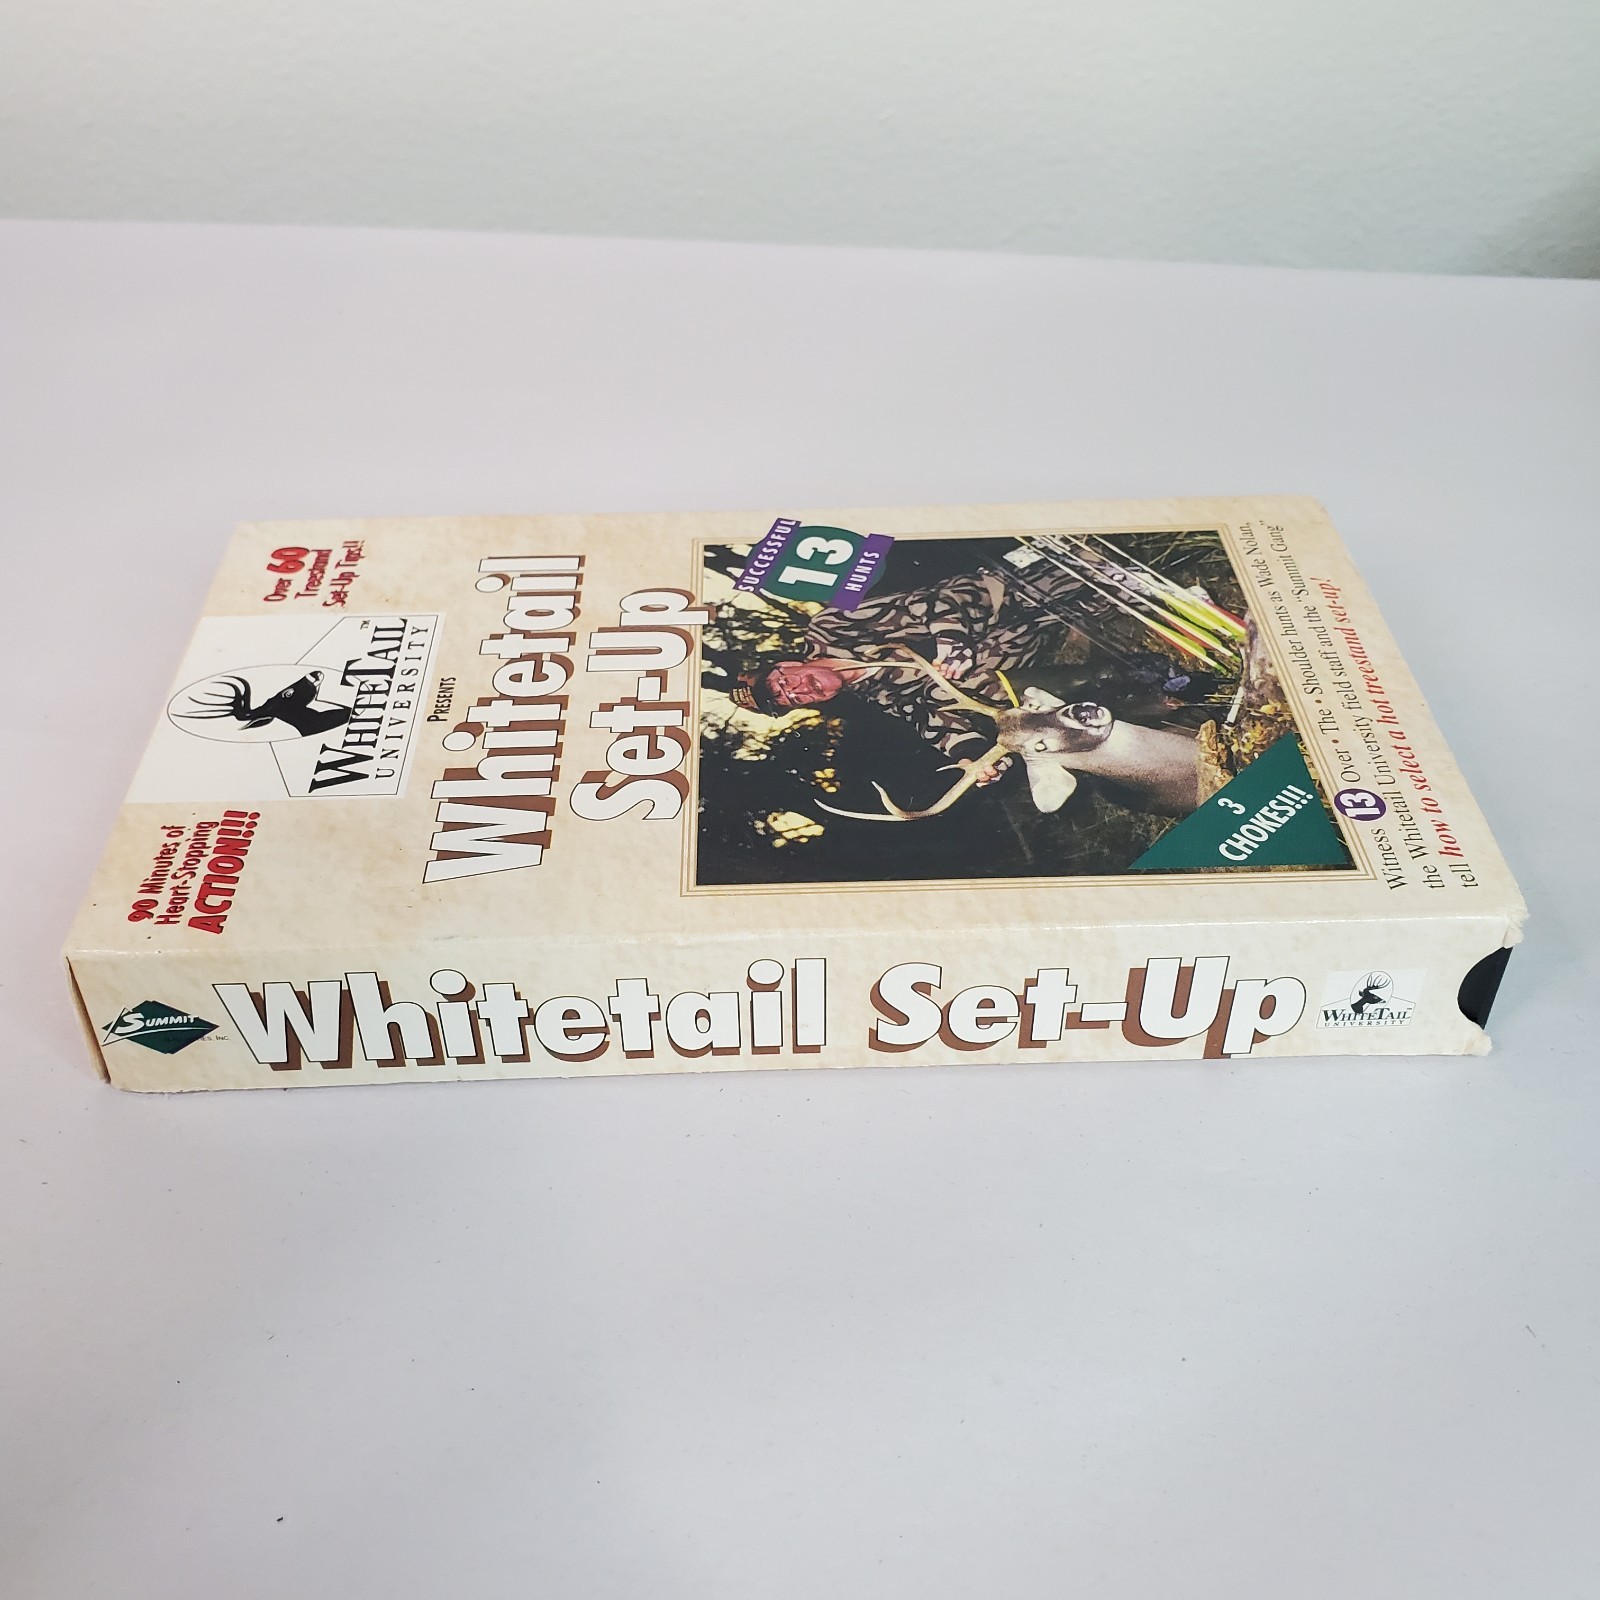 90 Minutes of
Heart-Stopping
ACTION!!!!
Over 60
Treestand
Set-Up Tips!!
WHITETAIL™
UNIVERSITY
PRESENTS
Whitetail
Set-Up
SUCCESSFUL
13
HUNTS
3
CHOKES!!!
Witness 13 Over • The • Shoulder hunts as Wade Nolan,
the Whitetail University field staff and the "Summit Gang"
tell how to select a hot treestand set-up!
SUMMIT
INC.
Whitetail Set-Up
WHITETAIL
UNIVERSITY